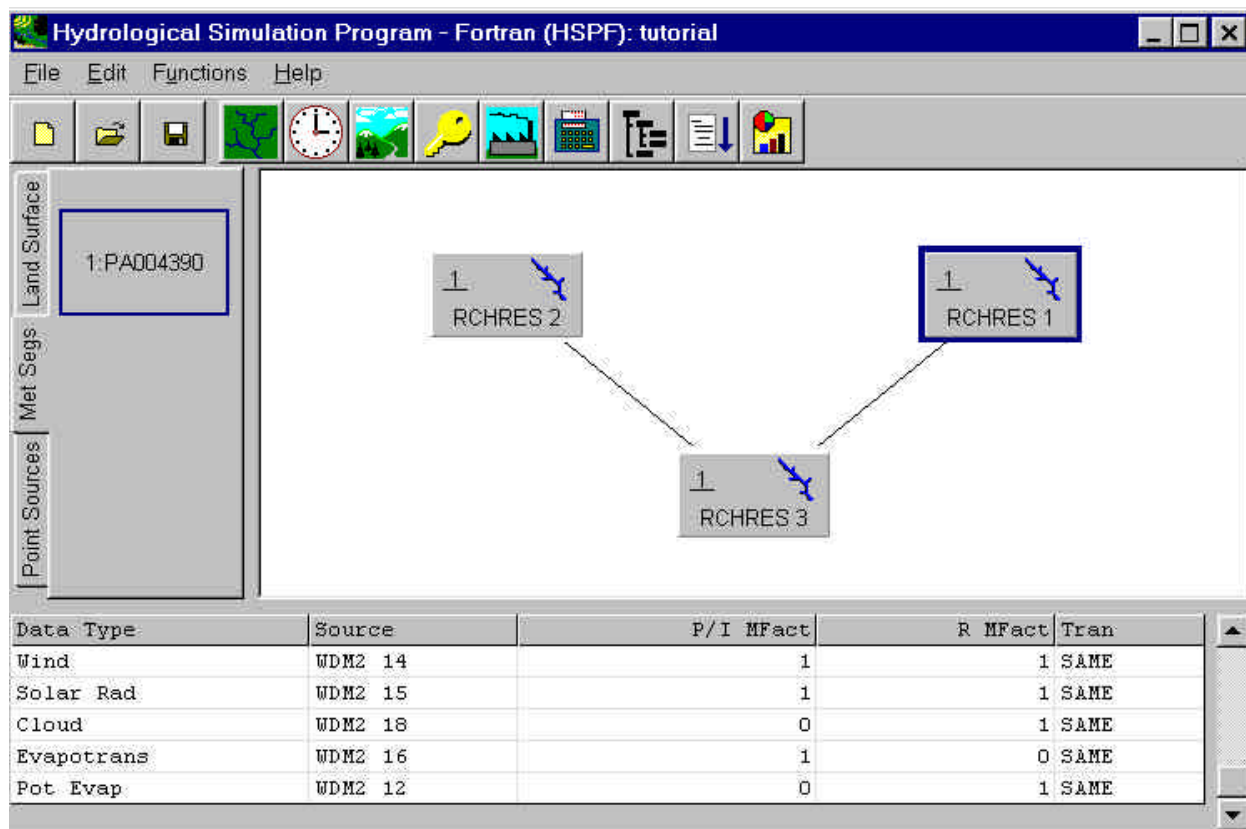 Hydrological Simulation Program - Fortran (HSPF): tutorial
File Edit Functions Help
Land Surface
Met Segs
Point Sources
1:PA004390
1
RCHRES 2
1
RCHRES 1
1
RCHRES 3
Data Type Source P/I MFact R MFact Tran
Wind WDM2 14 1 1 SAME
Solar Rad WDM2 15 1 1 SAME
Cloud WDM2 18 0 1 SAME
Evapotrans WDM2 16 1 0 SAME
Pot Evap WDM2 12 0 1 SAME